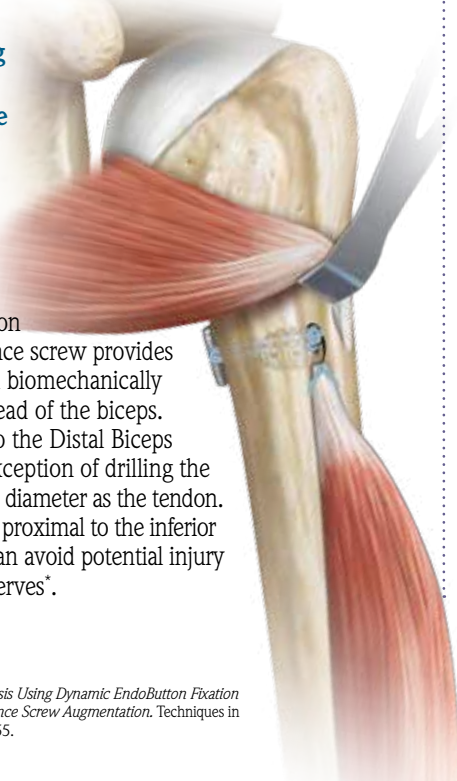 g
e
on
nce screw provides
biomechanically
ead of the biceps.
o the Distal Biceps
xception of drilling the
diameter as the tendon.
proximal to the inferior
an avoid potential injury
erves*.
sis Using Dynamic EndoButton Fixation
nce Screw Augmentation. Techniques in
55.